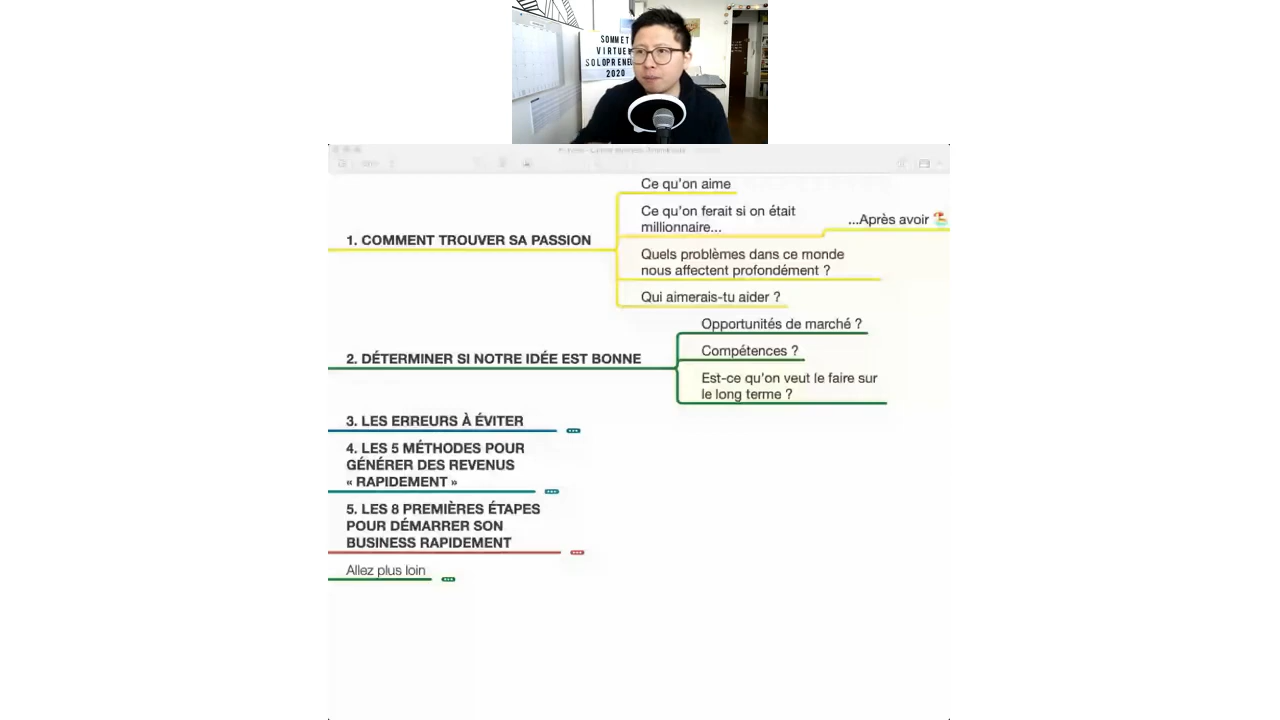 SOMMET
VIRTUEL
SOLOPRENEU
2020
Ce qu'on aime
Ce qu'on ferait si on était
millionnaire...
...Après avoir
1. COMMENT TROUVER SA PASSION
Quels problèmes dans ce monde
nous affectent profondément ?
Qui aimerais-tu aider ?
Opportunités de marché ?
2. DÉTERMINER SI NOTRE IDÉE EST BONNE
Compétences ?
Est-ce qu'on veut le faire sur
le long terme ?
3. LES ERREURS À ÉVITER
4. LES 5 MÉTHODES POUR
GÉNÉRER DES REVENUS
« RAPIDEMENT »
5. LES 8 PREMIÈRES ÉTAPES
POUR DÉMARRER SON
BUSINESS RAPIDEMENT
Allez plus loin